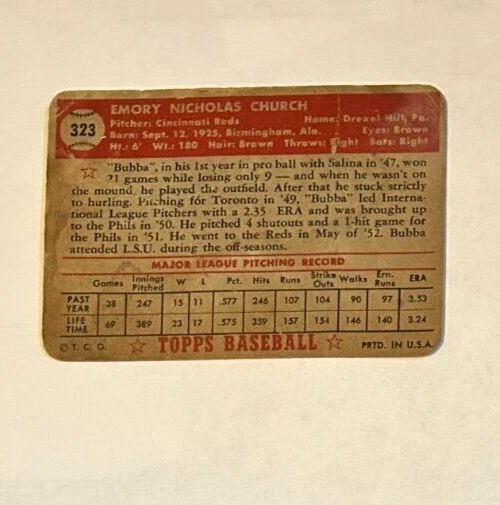 323
EMORY NICHOLAS CHURCH
Pitcher: Cincinnati Reds Home: Drexel Hill, Pa.
Born: Sept. 12, 1925, Birmingham, Ala. Eyes: Brown
Ht.: 6' Wt.: 180 Hair: Brown Throws: Right Bats: Right
"Bubba", in his 1st year in pro ball with Salina in '47, won
21 games while losing only 9 — and when he wasn't on
the mound, he played the outfield. After that he stuck strictly
to hurling. Pitching for Toronto in '49, "Bubba" led Interna-
tional League Pitchers with a 2.35 ERA and was brought up
to the Phils in '50. He pitched 4 shutouts and a 1-hit game for
the Phils in '51. He went to the Reds in May of '52. Bubba
attended L.S.U. during the off-seasons.
MAJOR LEAGUE PITCHING RECORD
Games Innings Pitched W L Pct. Hits Runs Strike Outs Walks Ern. Runs ERA
PAST YEAR 38 247 15 11 .577 246 107 104 90 97 3.53
LIFE TIME 69 389 23 17 .575 359 157 154 146 140 3.24
© T. C. G. ☆ TOPPS BASEBALL ☆ PRTD. IN U.S.A.